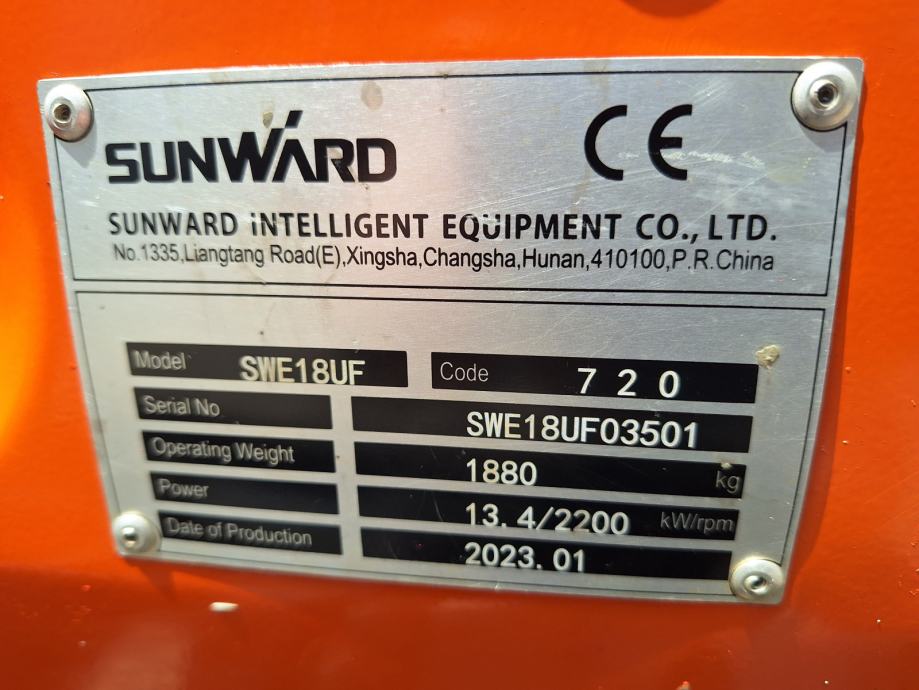 SUNWARD
CE
SUNWARD INTELLIGENT EQUIPMENT CO., LTD.
No.1335,Liangtang Road(E),Xingsha,Changsha,Hunan,410100,P.R.China
Model SWE18UF Code 720
Serial No SWE18UF03501
Operating Weight 1880 kg
Power 13.4/2200 kW/rpm
Date of Production 2023.01